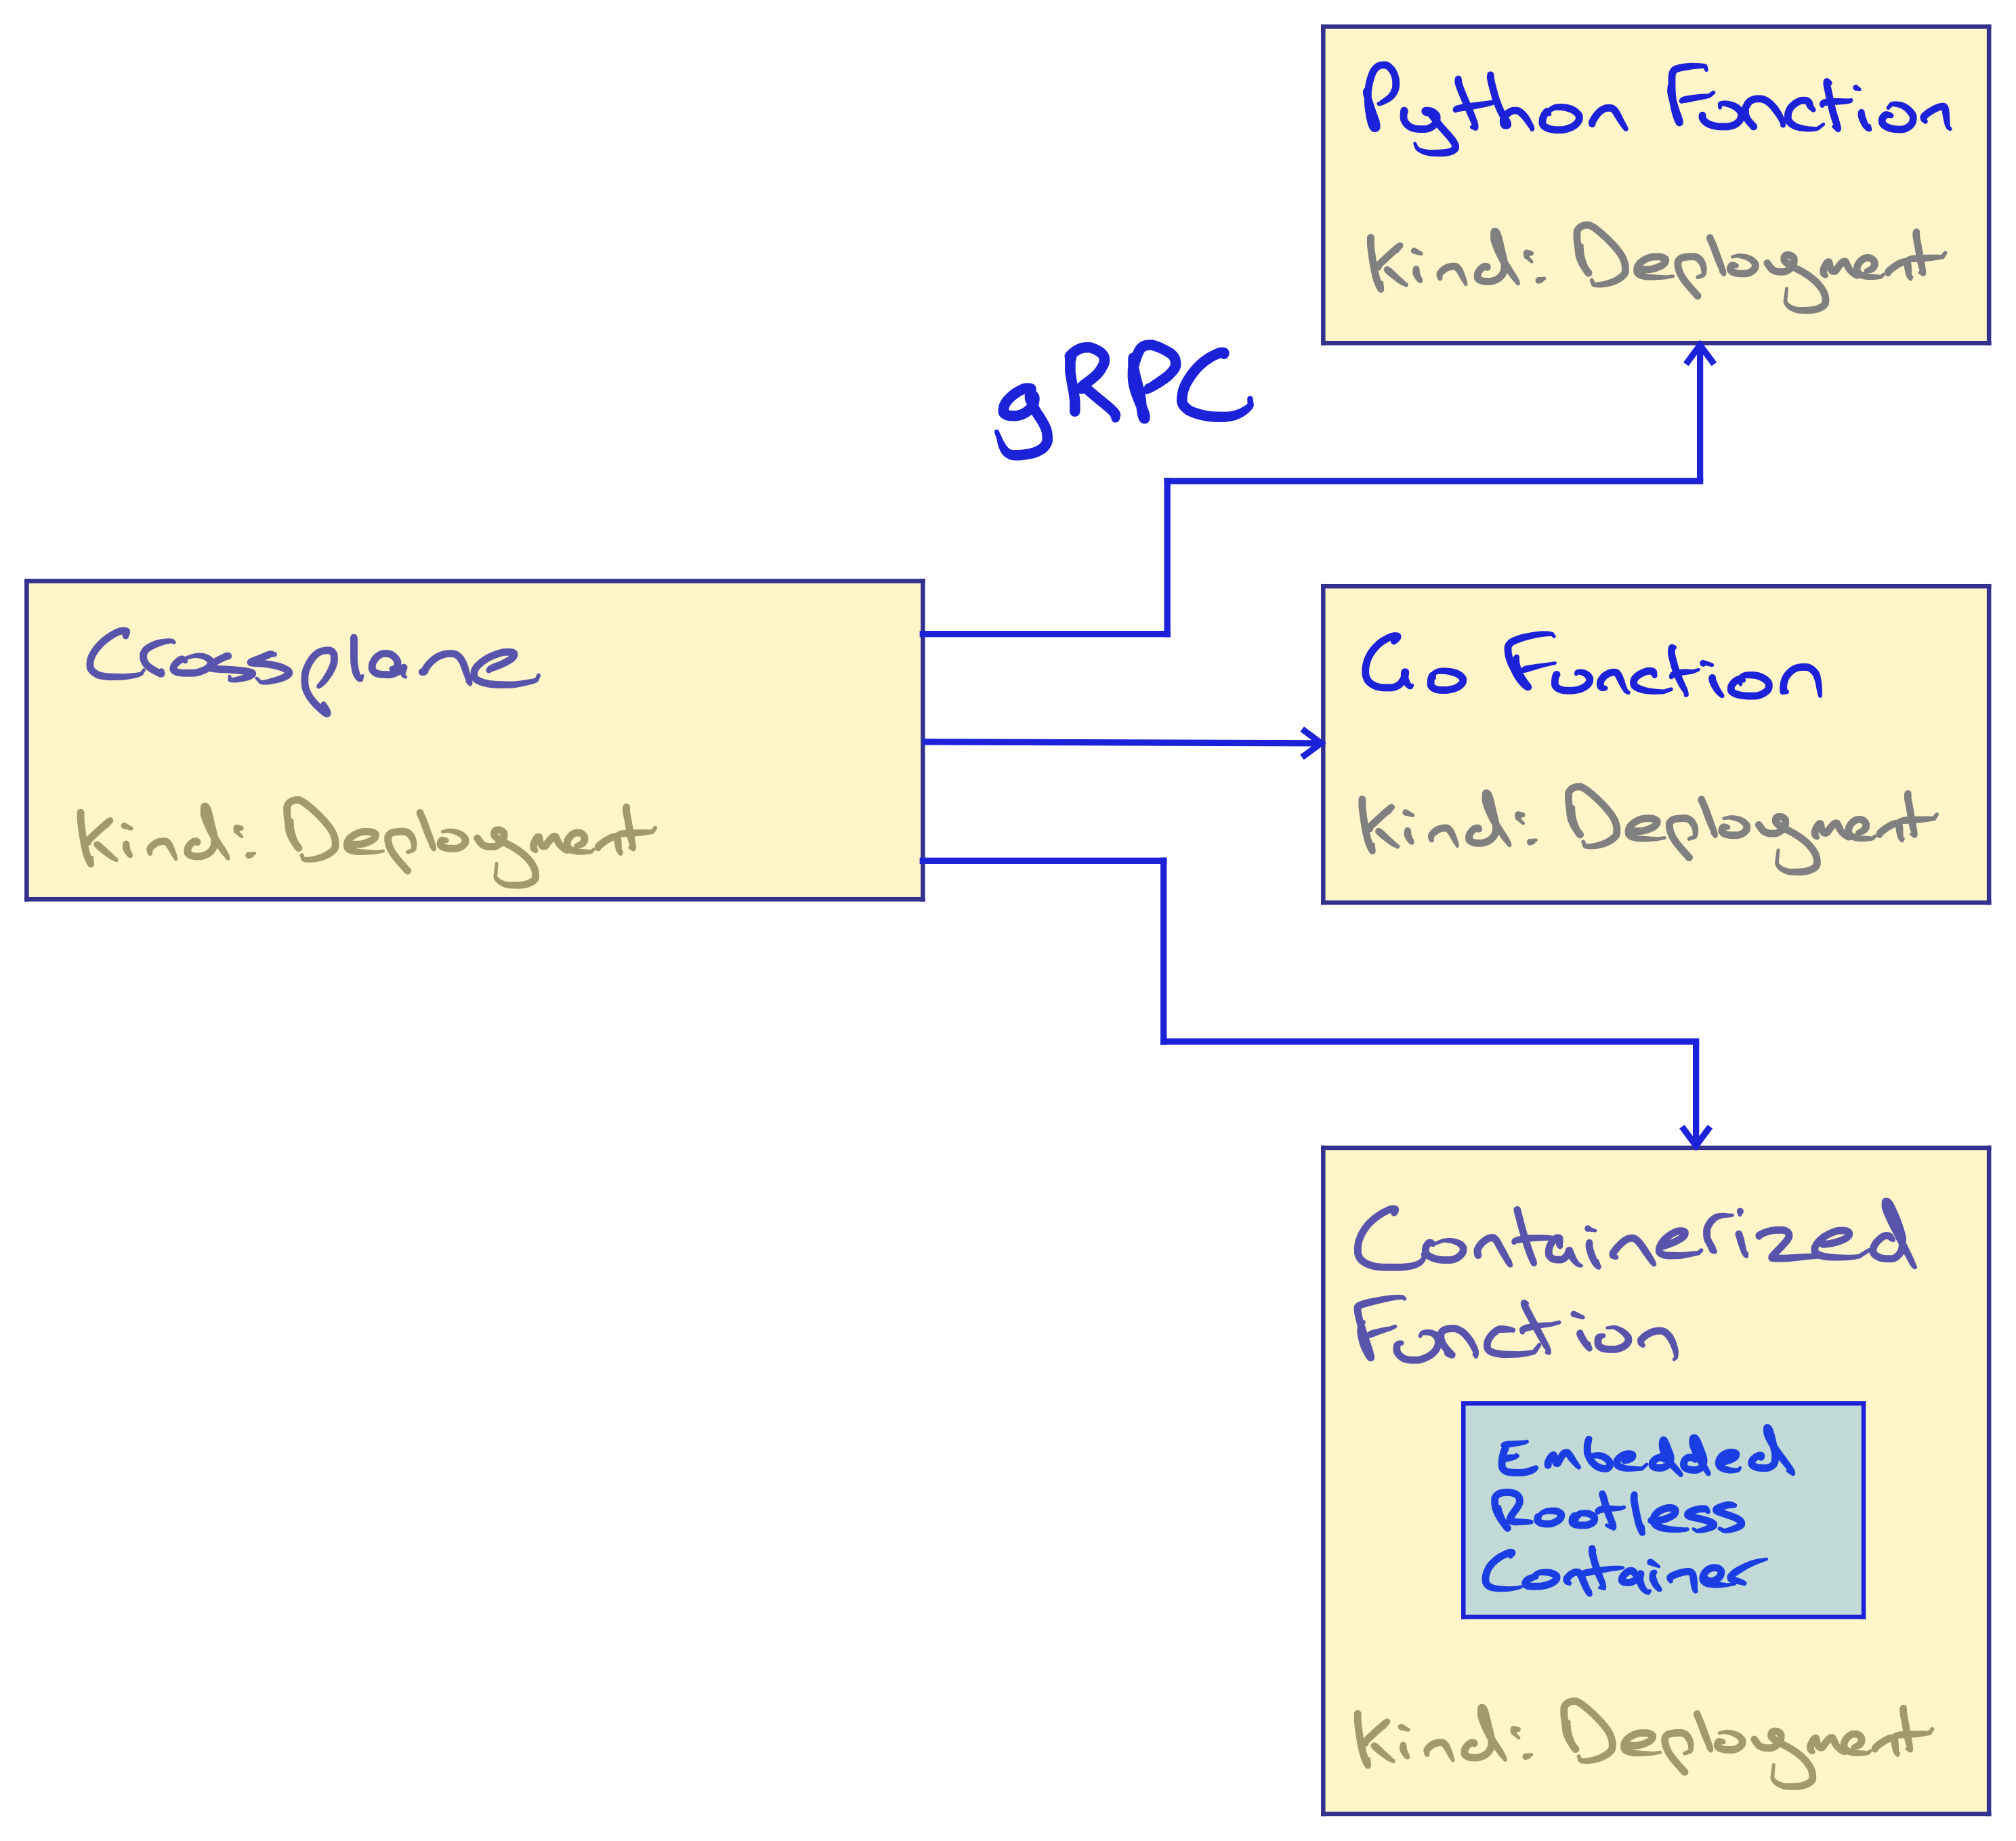 Python Function
Kind: Deployment
gRPC
Crossplane
Kind: Deployment
Go Function
Kind: Deployment
Containerized
Function
Embedded
Rootless
Container
Kind: Deployment